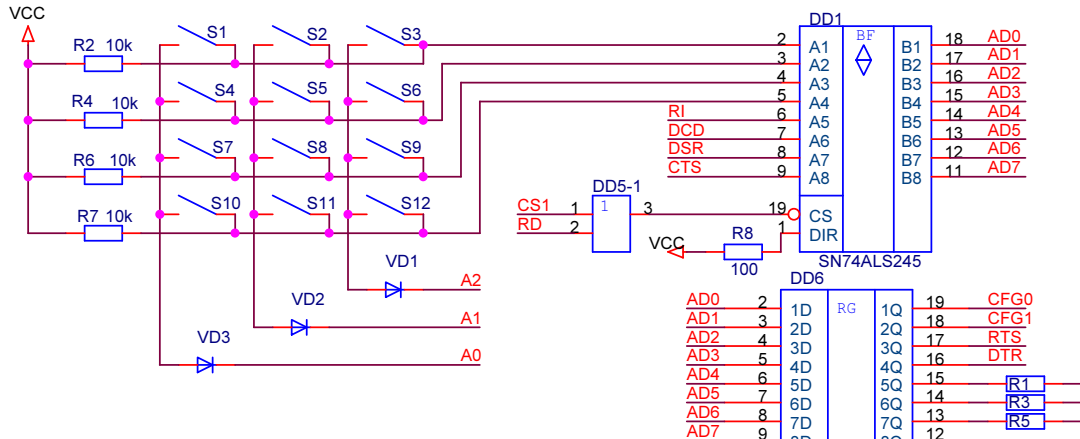 VCC
R2 10k
S1
S2
S3
R4 10k
S4
S5
S6
R6 10k
S7
S8
S9
R7 10k
S10
S11
S12
VD1
A2
VD2
A1
VD3
A0
DD1
BF
2 A1 B1 18 AD0
3 A2 B2 17 AD1
4 A3 B3 16 AD2
5 A4 B4 15 AD3
RI 6 A5 B5 14 AD4
DCD 7 A6 B6 13 AD5
DSR 8 A7 B7 12 AD6
CTS 9 A8 B8 11 AD7
DD5-1
CS1 1 1 3 19 CS
RD 2
VCC R8 1 DIR
100
SN74ALS245
DD6
RG
AD0 2 1D 1Q 19 CFG0
AD1 3 2D 2Q 18 CFG1
AD2 4 3D 3Q 17 RTS
AD3 5 4D 4Q 16 DTR
AD4 6 5D 5Q 15 R1
AD5 7 6D 6Q 14 R3
AD6 8 7D 7Q 13 R5
AD7 9 12